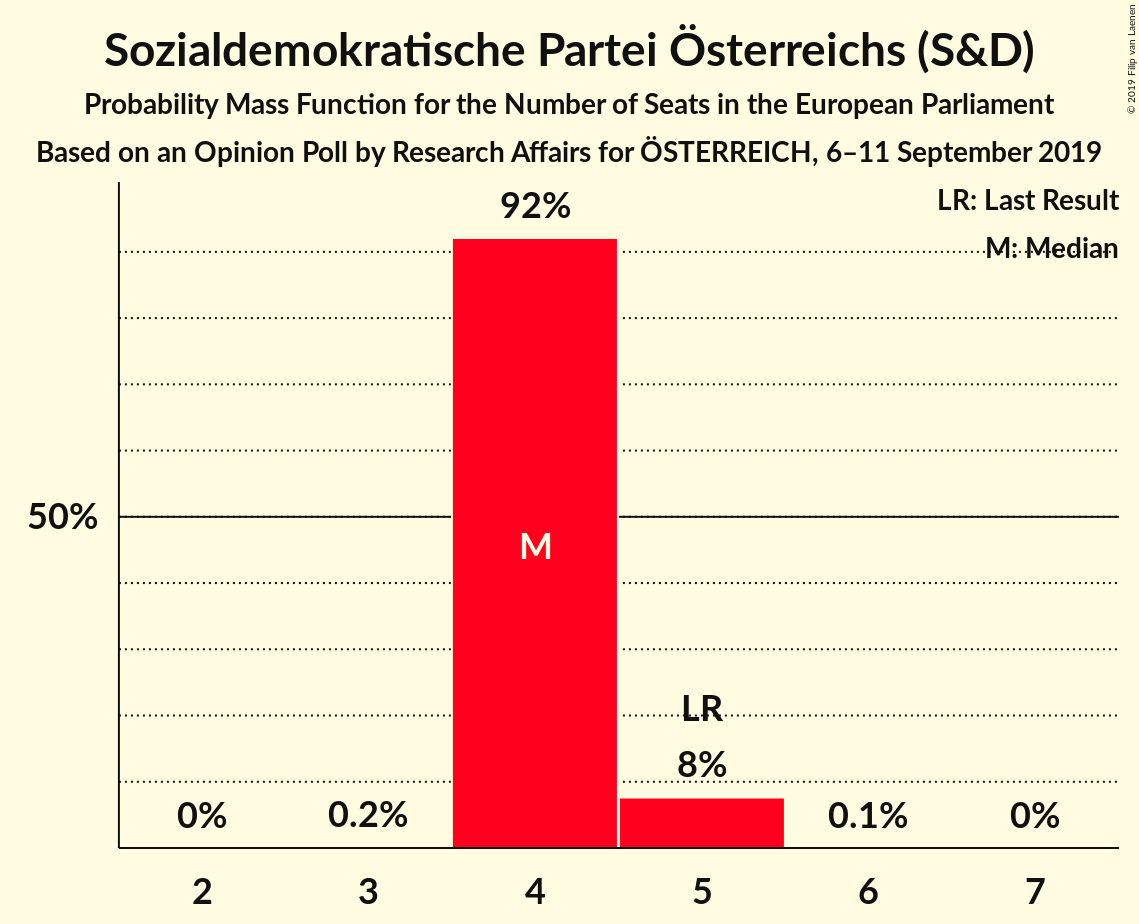 Sozialdemokratische Partei Österreichs (S&D)
Probability Mass Function for the Number of Seats in the European Parliament
Based on an Opinion Poll by Research Affairs for ÖSTERREICH, 6–11 September 2019
© 2019 Filip van Laenen
LR: Last Result
M: Median
92%
50%
M
LR
8%
0%
0.2%
0.1%
0%
2 3 4 5 6 7